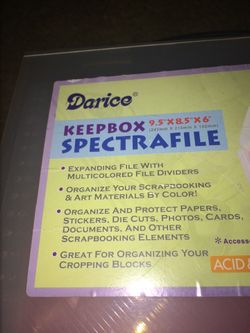 Darice®
KEEPBOX 9.5"X8.5"X6"
SPECTRAFILE
• EXPANDING FILE WITH
MULTICOLORED FILE DIVIDERS
• ORGANIZE YOUR SCRAPBOOKING
& ART MATERIALS BY COLOR!
• ORGANIZE AND PROTECT PAPERS,
STICKERS, DIE CUTS, PHOTOS, CARDS,
DOCUMENTS, AND OTHER
SCRAPBOOKING ELEMENTS
* Access
• GREAT FOR ORGANIZING YOUR
CROPPING BLOCKS
ACID &